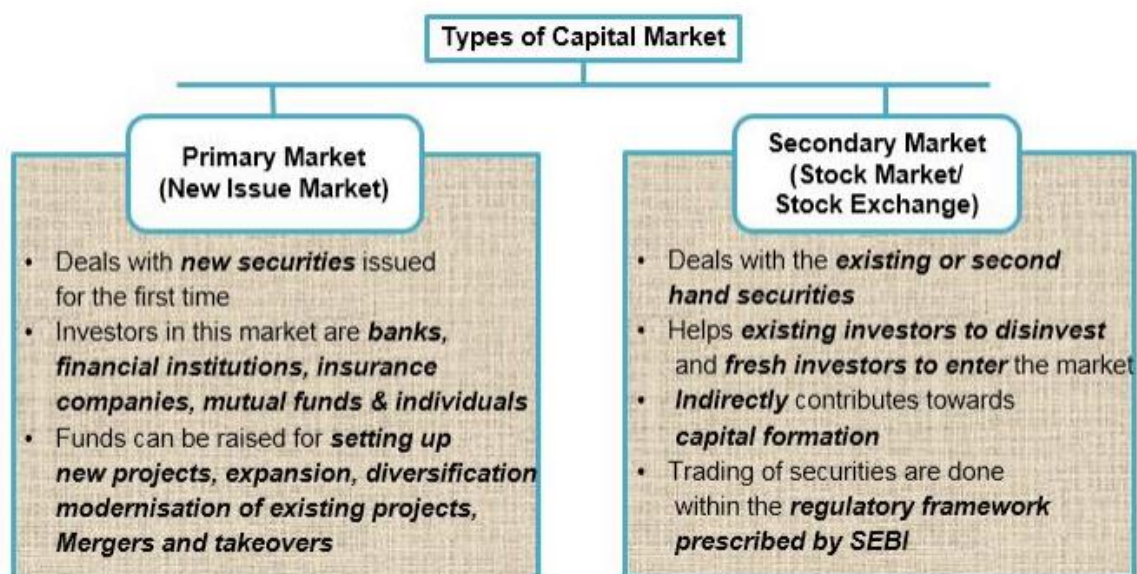 Types of Capital Market
Primary Market
(New Issue Market)
• Deals with new securities issued
for the first time
• Investors in this market are banks,
financial institutions, insurance
companies, mutual funds & individuals
• Funds can be raised for setting up
new projects, expansion, diversification
modernisation of existing projects,
Mergers and takeovers
Secondary Market
(Stock Market/
Stock Exchange)
• Deals with the existing or second
hand securities
• Helps existing investors to disinvest
and fresh investors to enter the market
• Indirectly contributes towards
capital formation
• Trading of securities are done
within the regulatory framework
prescribed by SEBI